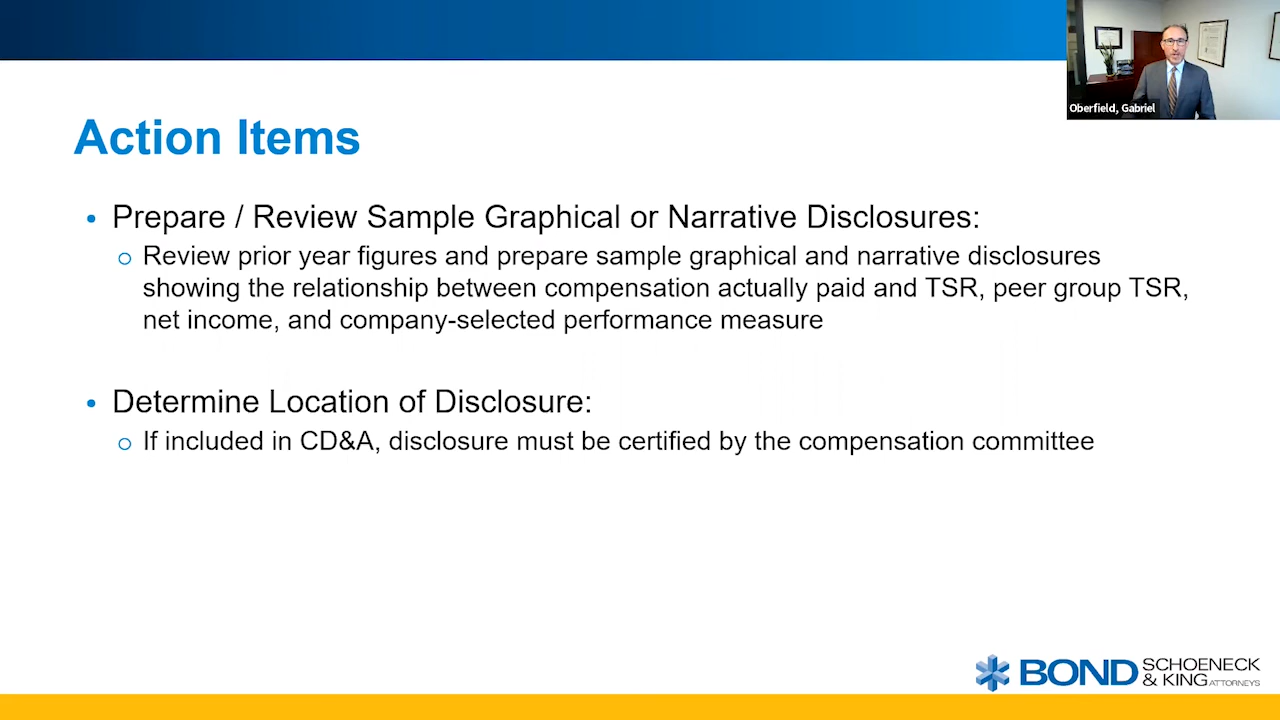 Oberfield, Gabriel
Action Items
• Prepare / Review Sample Graphical or Narrative Disclosures:
o Review prior year figures and prepare sample graphical and narrative disclosures
showing the relationship between compensation actually paid and TSR, peer group TSR,
net income, and company-selected performance measure
• Determine Location of Disclosure:
o If included in CD&A, disclosure must be certified by the compensation committee
BOND SCHOENECK
& KING ATTORNEYS